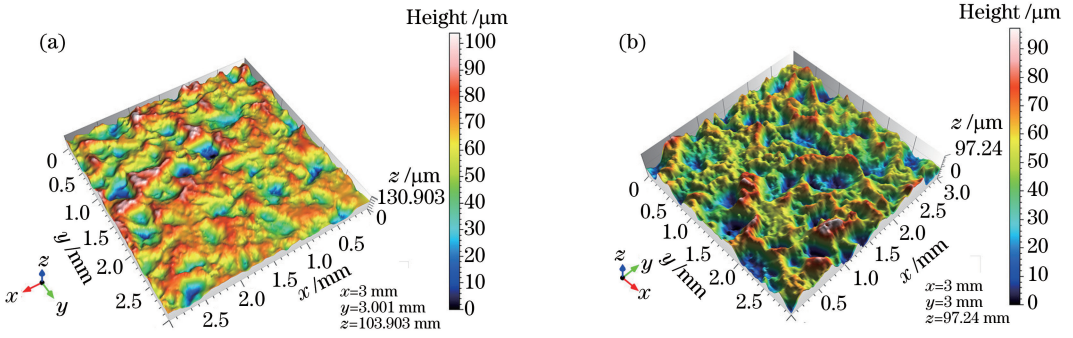 (a)
Height /μm
100
90
80
70
60
50
40
30
20
10
0
z /μm
130.903
0
0
0.5
1.0
1.5
2.0
2.5
y /mm
0.5
1.0
1.5
2.0
2.5
x /mm
z
x
y
x=3 mm
y=3.001 mm
z=103.903 mm
(b)
Height /μm
90
80
70
60
50
40
30
20
10
0
z /μm
97.24
0
0
0.5
1.0
1.5
2.0
2.5
y /mm
3.0
2.5
2.0
1.5
1.0
0.5
x /mm
z
y
x
x=3 mm
y=3 mm
z=97.24 mm